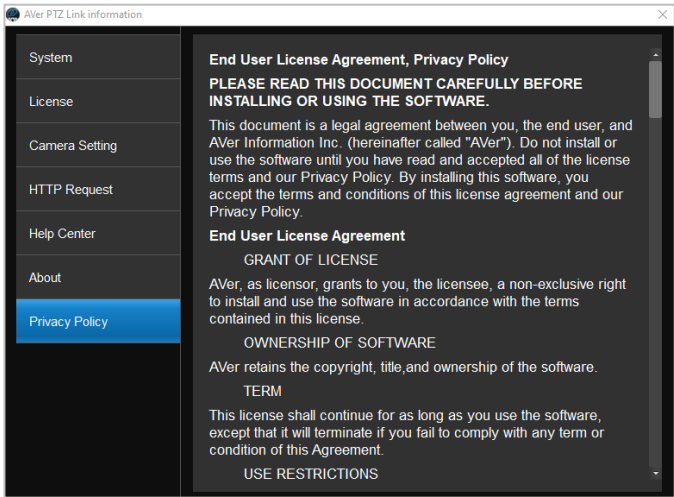 AVer PTZ Link information
System
License
Camera Setting
HTTP Request
Help Center
About
Privacy Policy
End User License Agreement, Privacy Policy
PLEASE READ THIS DOCUMENT CAREFULLY BEFORE
INSTALLING OR USING THE SOFTWARE.
This document is a legal agreement between you, the end user, and
AVer Information Inc. (hereinafter called "AVer"). Do not install or
use the software until you have read and accepted all of the license
terms and our Privacy Policy. By installing this software, you
accept the terms and conditions of this license agreement and our
Privacy Policy.
End User License Agreement
GRANT OF LICENSE
AVer, as licensor, grants to you, the licensee, a non-exclusive right
to install and use the software in accordance with the terms
contained in this license.
OWNERSHIP OF SOFTWARE
AVer retains the copyright, title,and ownership of the software.
TERM
This license shall continue for as long as you use the software,
except that it will terminate if you fail to comply with any term or
condition of this Agreement.
USE RESTRICTIONS